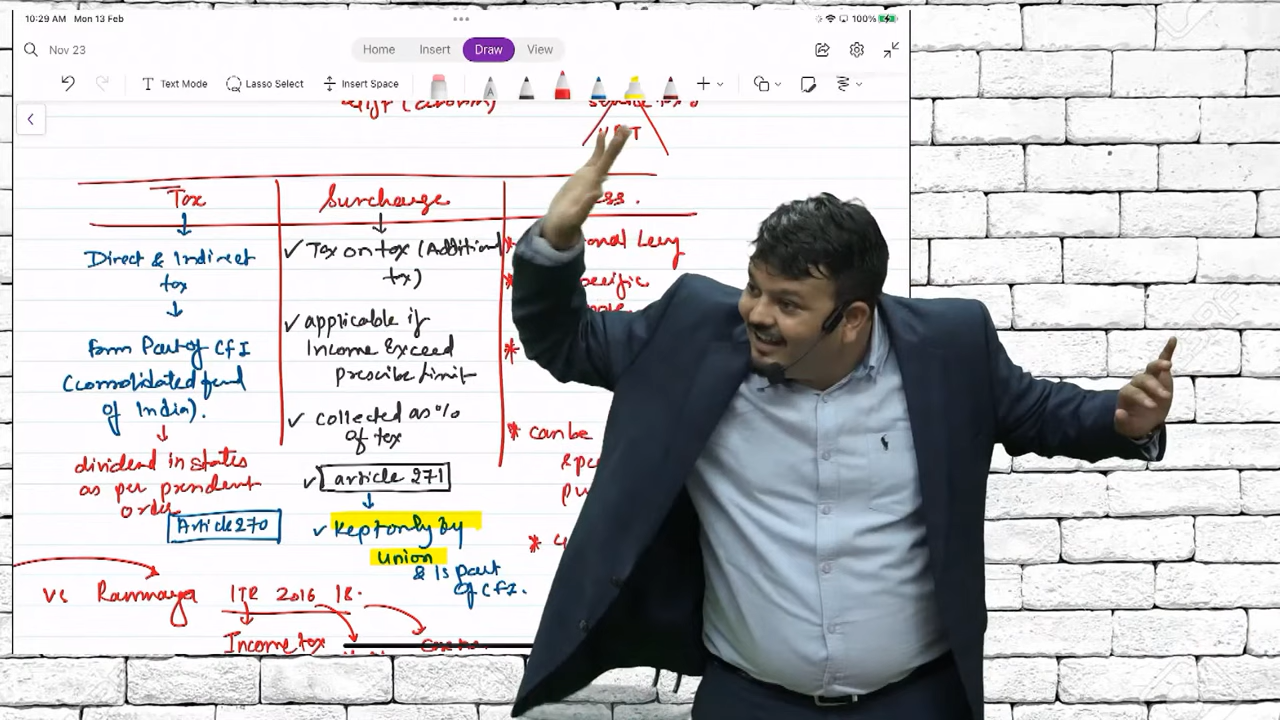 10:29 AM Mon 13 Feb
100%
Nov 23
Home Insert Draw View
Text Mode Lasso Select Insert Space
Tax
Direct & Indirect
tax
form Part of CFI
(consolidated fund
of India).
dividend in states
as per president
order
Article 270
Surcharge
Tax on tax (Additional
tax)
applicable if
Income Exceed
Prescribe limit
collected as %
of tax
article 271
Kept only by
union
& is part
of CFI.
Levy
can be
vs
ITR 2016
Income tax